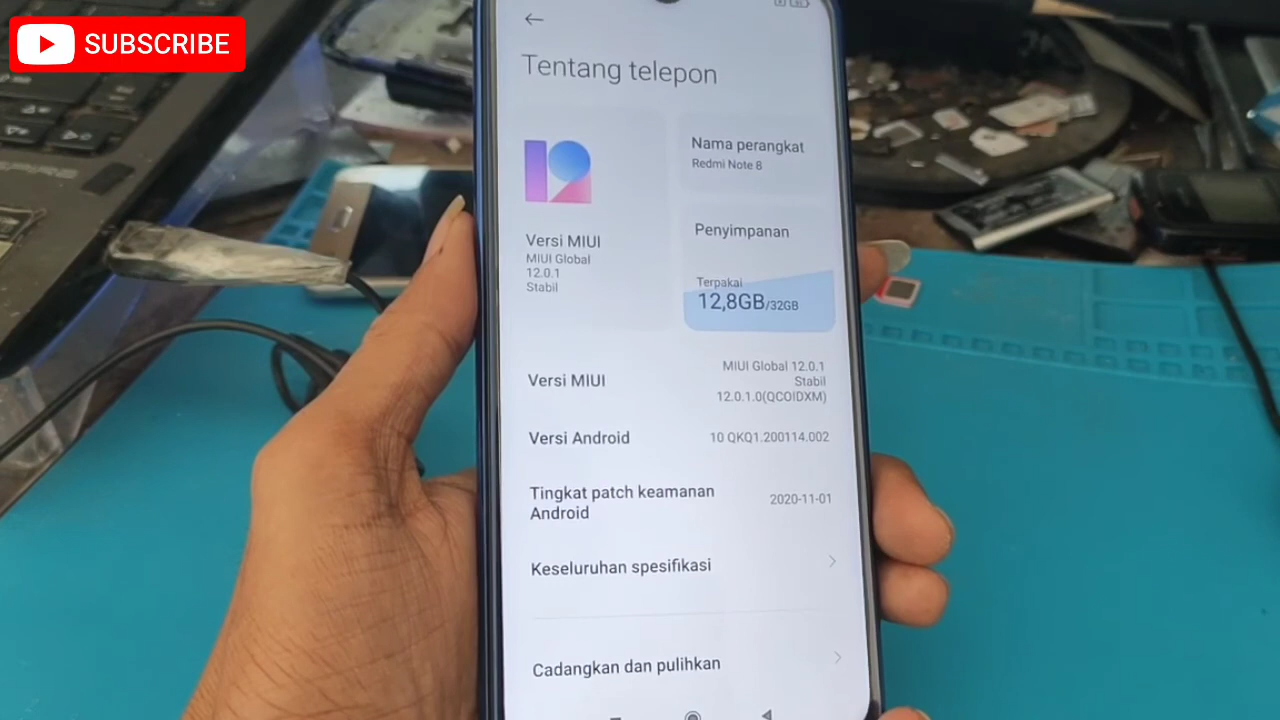 SUBSCRIBE
Tentang telepon
Nama perangkat
Redmi Note 8
Versi MIUI
MIUI Global
12.0.1
Stabil
Penyimpanan
Terpakai
12,8GB/32GB
Versi MIUI
MIUI Global 12.0.1
Stabil
12.0.1.0(QCOIDXM)
Versi Android
10 QKQ1.200114.002
Tingkat patch keamanan
Android
2020-11-01
Keseluruhan spesifikasi
Cadangkan dan pulihkan